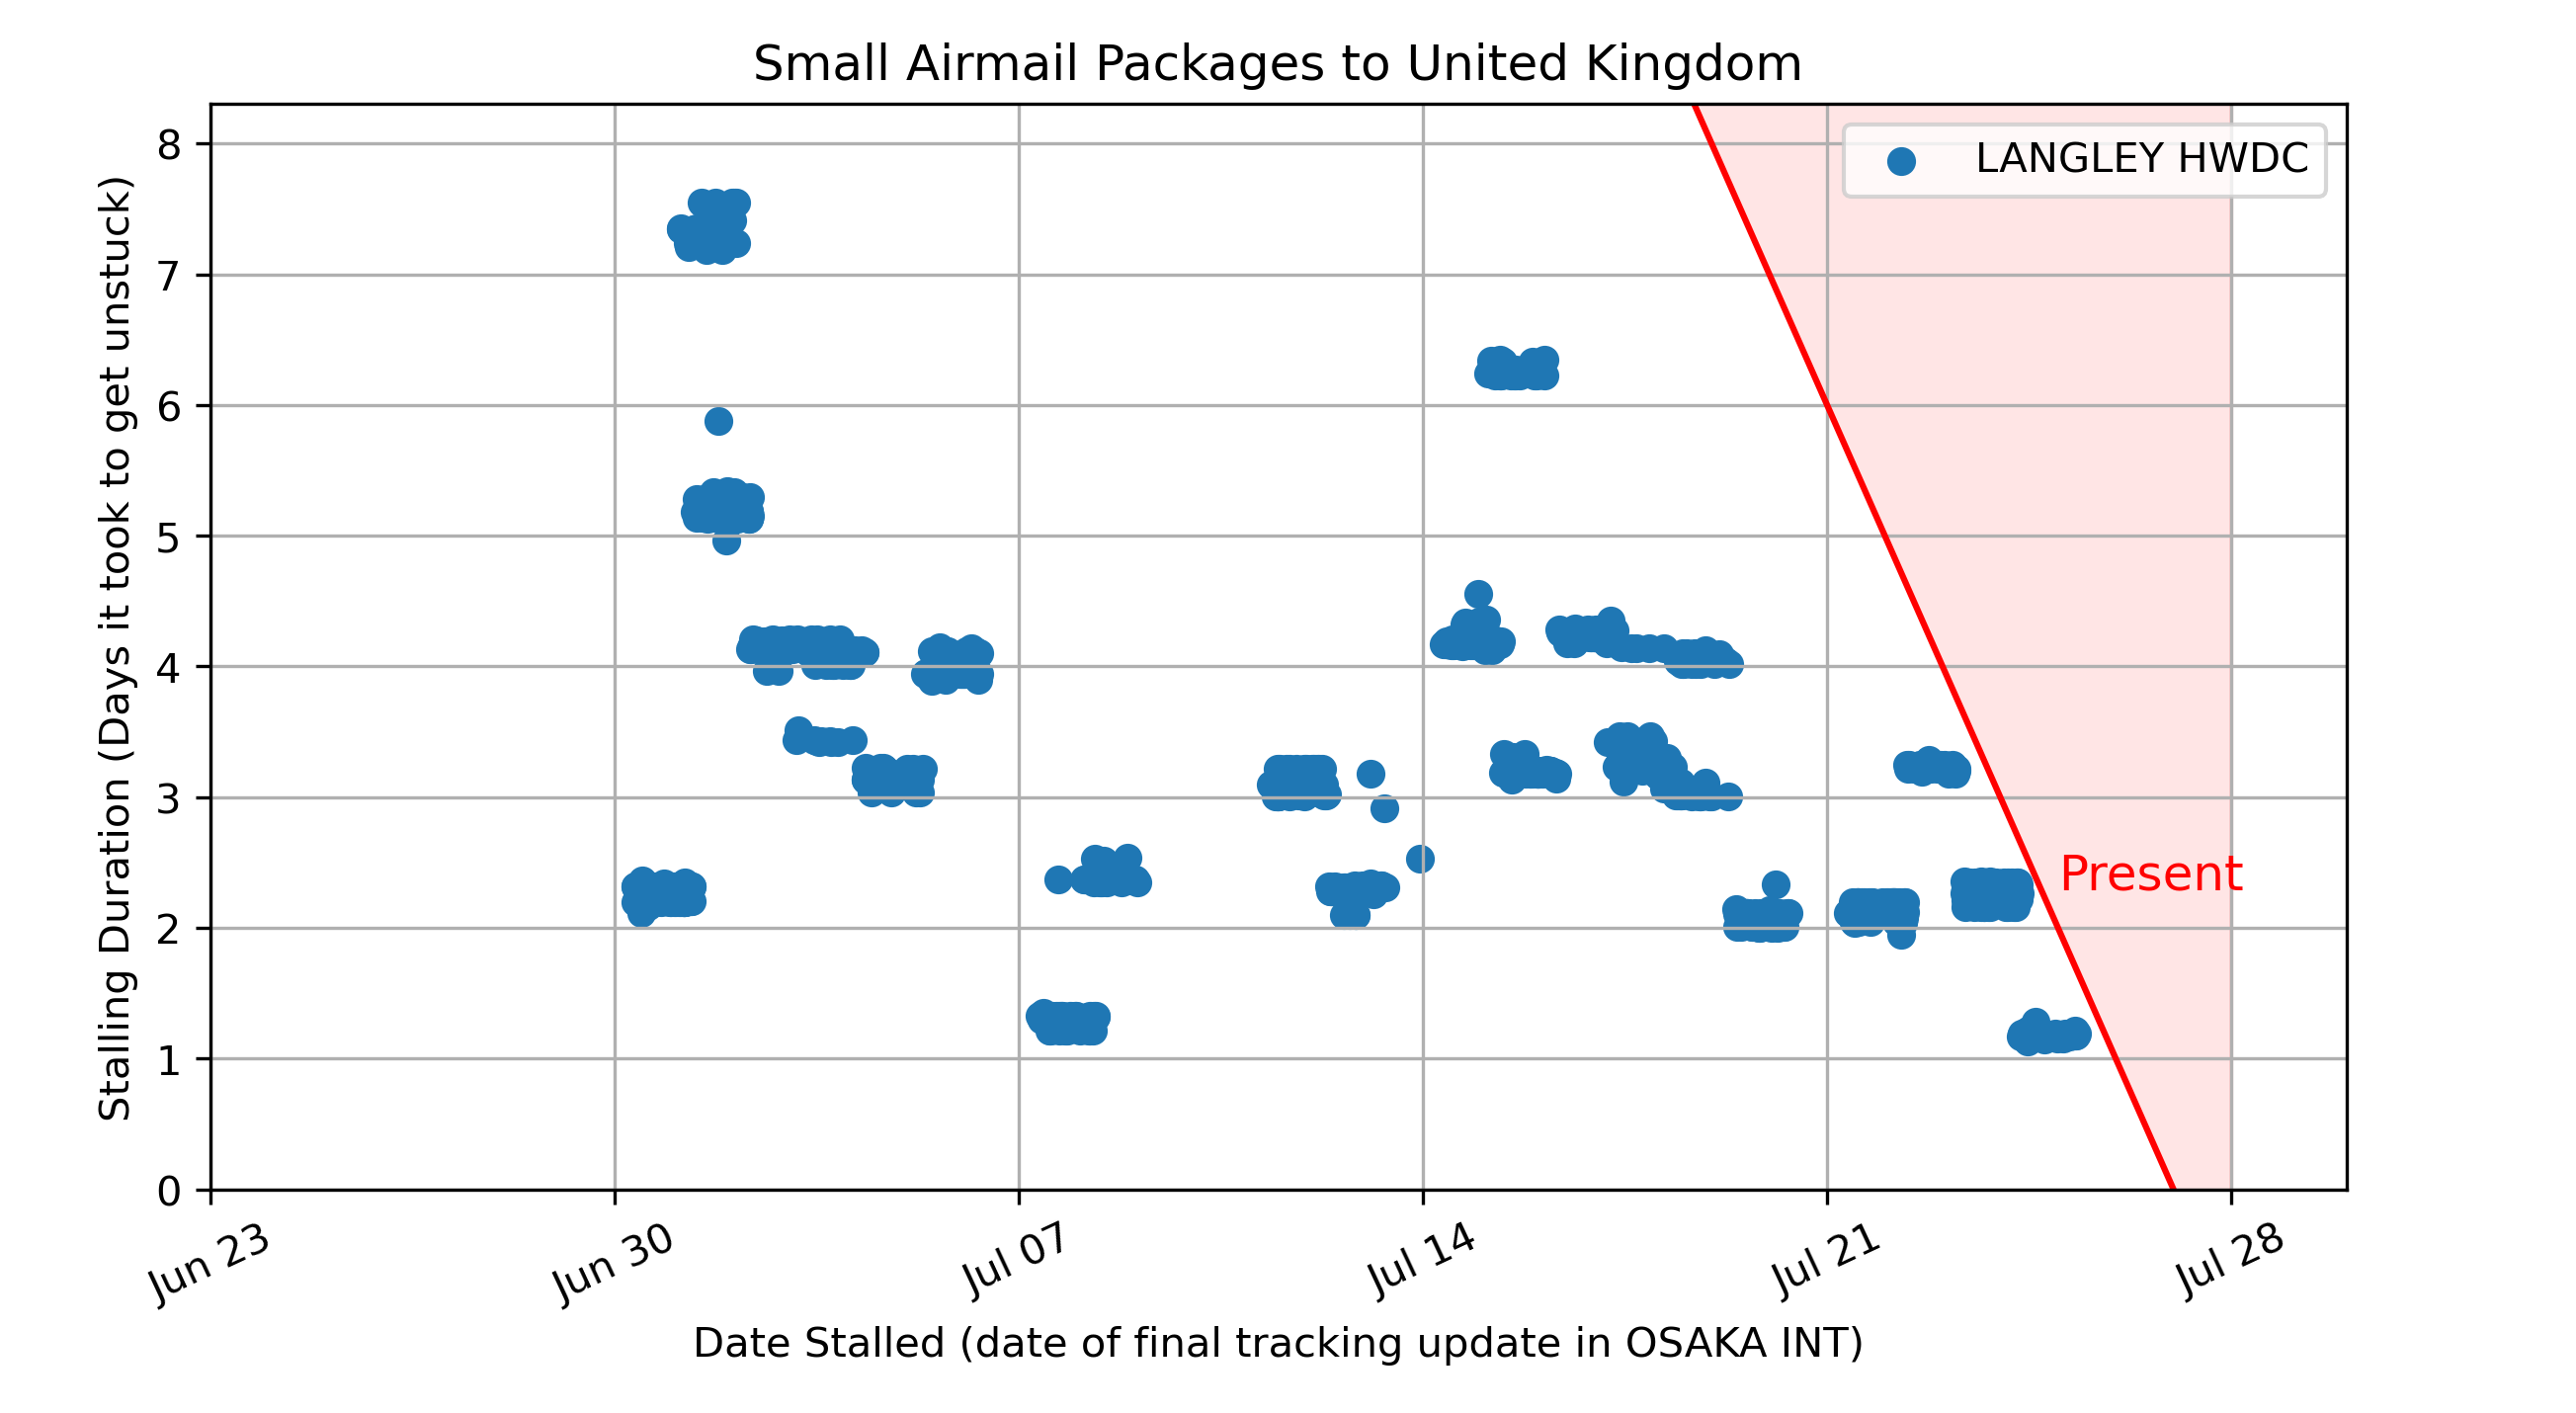 Small Airmail Packages to United Kingdom
LANGLEY HWDC
8
7
6
5
4
3
2
1
0
Stalling Duration (Days it took to get unstuck)
Present
Jun 23
Jun 30
Jul 07
Jul 14
Jul 21
Jul 28
Date Stalled (date of final tracking update in OSAKA INT)